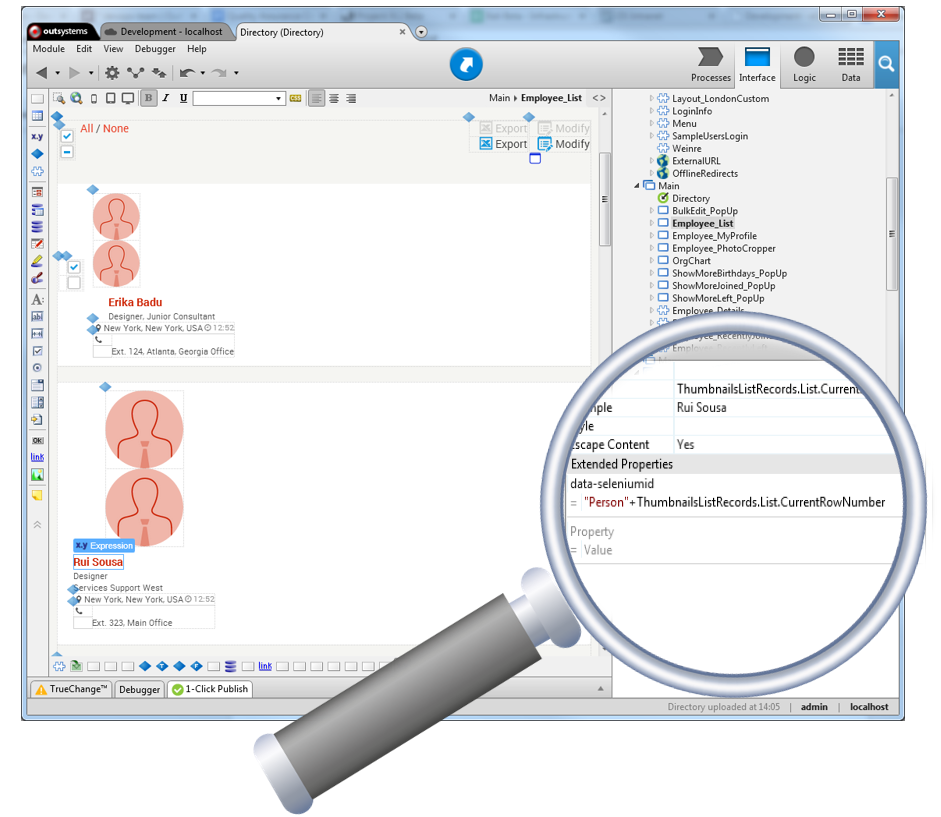 outsystems
Development - localhost
Directory (Directory)
Module Edit View Debugger Help
Processes
Interface
Logic
Data
B I U
Main Employee_List <>
x.y
A:
ab
Ok
link
All / None
Export Modify
Export Modify
Erika Badu
Designer, Junior Consultant
New York, New York, USA 12:52
Ext. 124, Atlanta, Georgia Office
x.y Expression
Rui Sousa
Designer
Services Support West
New York, New York, USA 12:52
Ext. 323, Main Office
link
Layout_LondonCustom
LoginInfo
Menu
SampleUsersLogin
Weinre
ExternalURL
OfflineRedirects
Main
Directory
BulkEdit_PopUp
Employee_List
Employee_MyProfile
Employee_PhotoCropper
OrgChart
ShowMoreBirthdays_PopUp
ShowMoreJoined_PopUp
ShowMoreLeft_PopUp
Employee_Details
ThumbnailsListRecords.List.Current
Rui Sousa
Escape Content Yes
Extended Properties
data-seleniumid
= "Person"+ThumbnailsListRecords.List.CurrentRowNumber
Property
= Value
TrueChange™
Debugger
1-Click Publish
Directory uploaded at 14:05 | admin | localhost